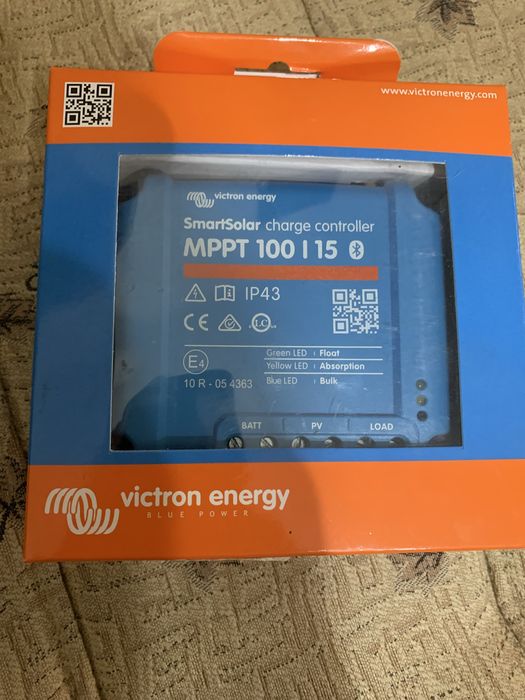 www.victronenergy.com
victron energy
SmartSolar charge controller
MPPT 100 | 15
IP43
CE
E4
10 R - 05 4363
Green LED : Float
Yellow LED : Absorption
Blue LED : Bulk
BATT PV LOAD
victron energy
BLUE POWER